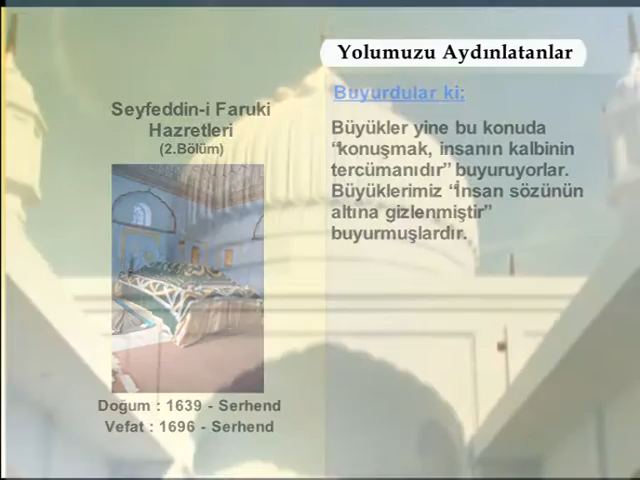 Yolumuzu Aydınlatanlar
Seyfeddin-i Faruki
Hazretleri
(2.Bölüm)
Doğum : 1639 - Serhend
Vefat : 1696 - Serhend
Buyurdular ki:
Büyükler yine bu konuda
“konuşmak, insanın kalbinin
tercümanıdır” buyuruyorlar.
Büyüklerimiz “İnsan sözünün
altına gizlenmiştir”
buyurmuşlardır.